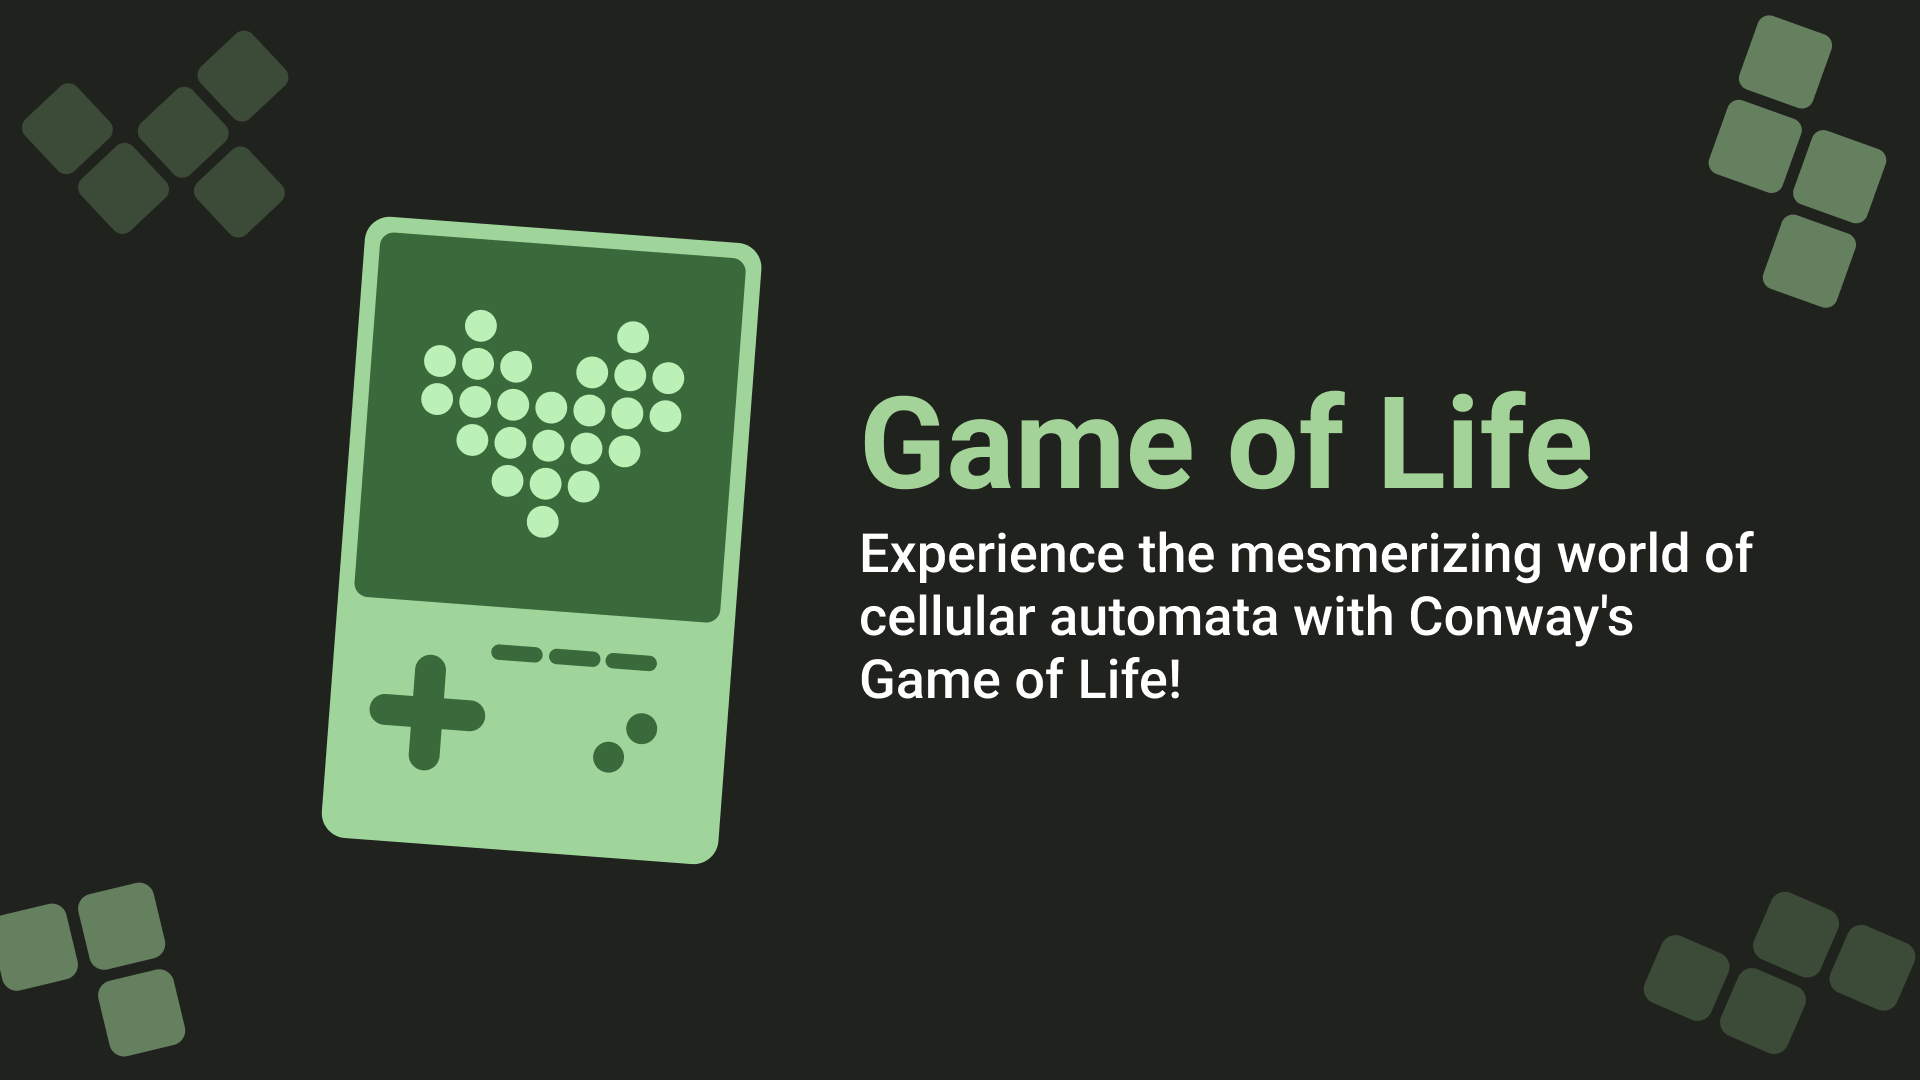 Game of Life
Experience the mesmerizing world of
cellular automata with Conway's
Game of Life!